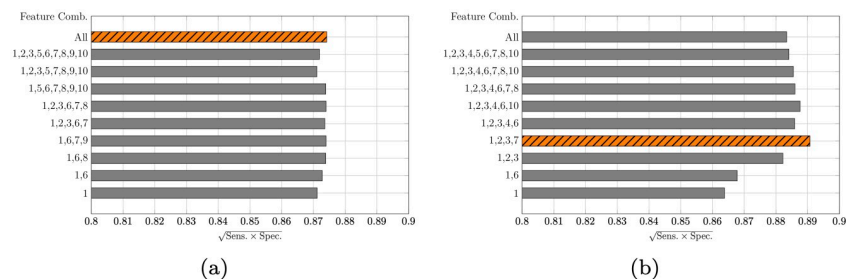 Feature Comb.
All
1,2,3,5,6,7,8,9,10
1,2,3,5,7,8,9,10
1,5,6,7,8,9,10
1,2,3,6,7,8
1,2,3,6,7
1,6,7,9
1,6,8
1,6
1
0.8 0.81 0.82 0.83 0.84 0.85 0.86 0.87 0.88 0.89 0.9
√Sens. × Spec.
(a)
Feature Comb.
All
1,2,3,4,5,6,7,8,10
1,2,3,4,6,7,8,10
1,2,3,4,6,7,8
1,2,3,4,6,10
1,2,3,4,6
1,2,3,7
1,2,3
1,6
1
0.8 0.81 0.82 0.83 0.84 0.85 0.86 0.87 0.88 0.89 0.9
√Sens. × Spec.
(b)